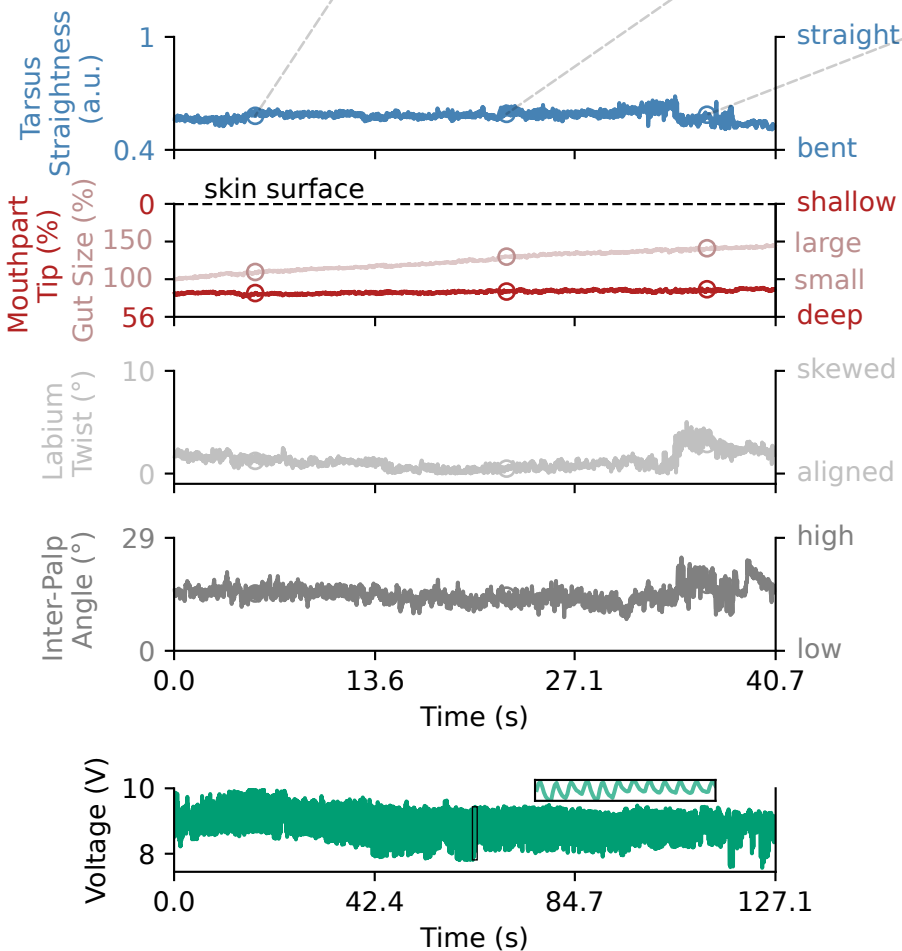 Tarsus
Straightness
(a.u.)
1
0.4
straight
bent
skin surface
Mouthpart
Tip (%)
Gut Size (%)
0
150
100
56
shallow
large
small
deep
Labium
Twist (°)
10
0
skewed
aligned
Inter-Palp
Angle (°)
29
0
high
low
0.0 13.6 27.1 40.7
Time (s)
Voltage (V)
10
8
0.0 42.4 84.7 127.1
Time (s)